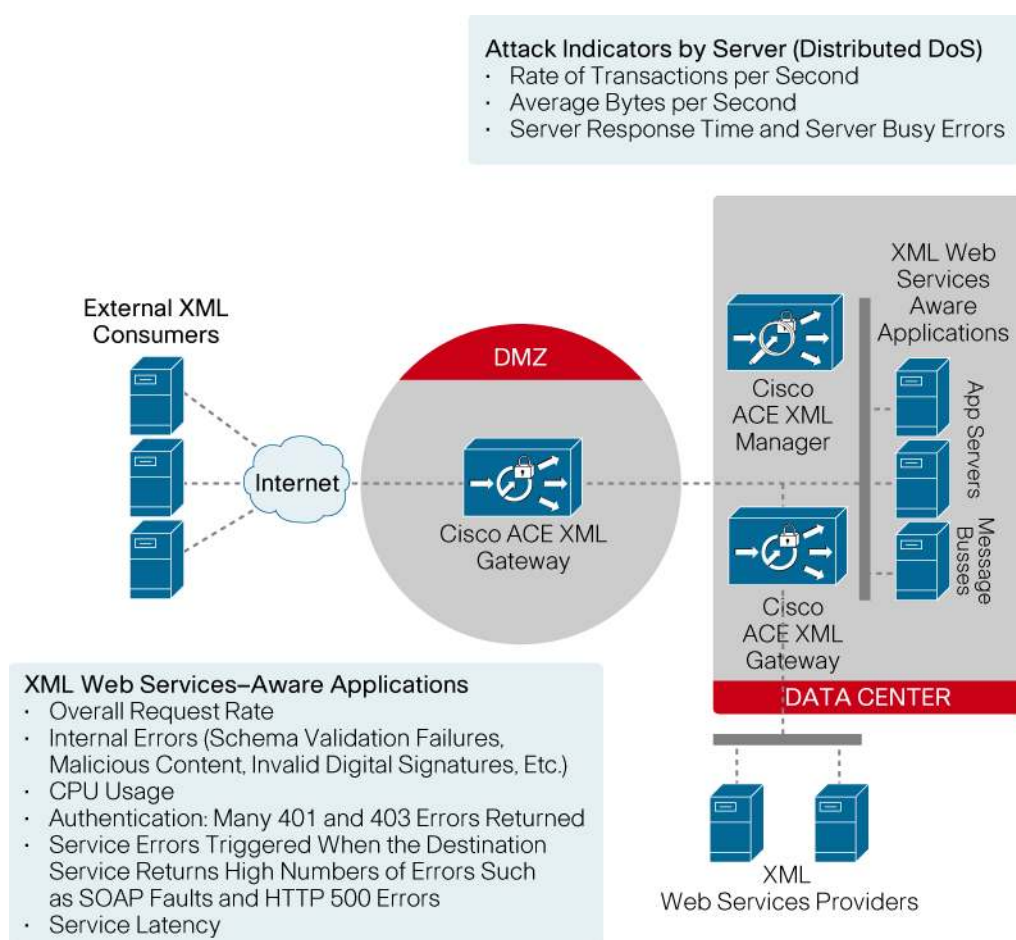 Attack Indicators by Server (Distributed DoS)
· Rate of Transactions per Second
· Average Bytes per Second
· Server Response Time and Server Busy Errors
External XML
Consumers
Internet
DMZ
Cisco ACE XML
Gateway
XML Web
Services
Aware
Applications
Cisco
ACE XML
Manager
App Servers
Message
Busses
Cisco
ACE XML
Gateway
DATA CENTER
XML
Web Services Providers
XML Web Services–Aware Applications
· Overall Request Rate
· Internal Errors (Schema Validation Failures,
Malicious Content, Invalid Digital Signatures, Etc.)
· CPU Usage
· Authentication: Many 401 and 403 Errors Returned
· Service Errors Triggered When the Destination
Service Returns High Numbers of Errors Such
as SOAP Faults and HTTP 500 Errors
· Service Latency